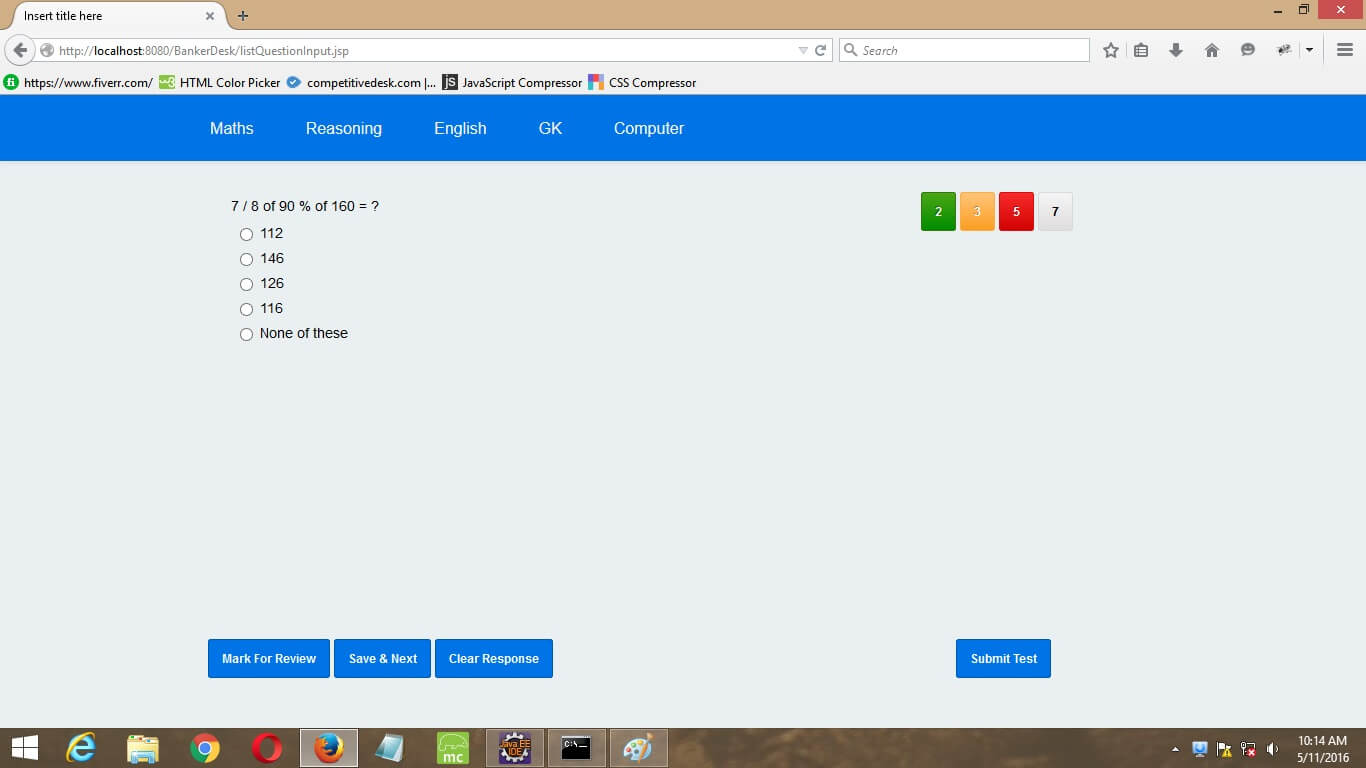 Insert title here
http://localhost:8080/BankerDesk/listQuestionInput.jsp
Search
fi https://www.fiverr.com/ w3 HTML Color Picker competitivedesk.com |... JS JavaScript Compressor CSS Compressor
Maths Reasoning English GK Computer
7 / 8 of 90 % of 160 = ?
2 3 5 7
112
146
126
116
None of these
Mark For Review Save & Next Clear Response Submit Test
mc
Java EE
IDE
C:\_
10:14 AM
5/11/2016